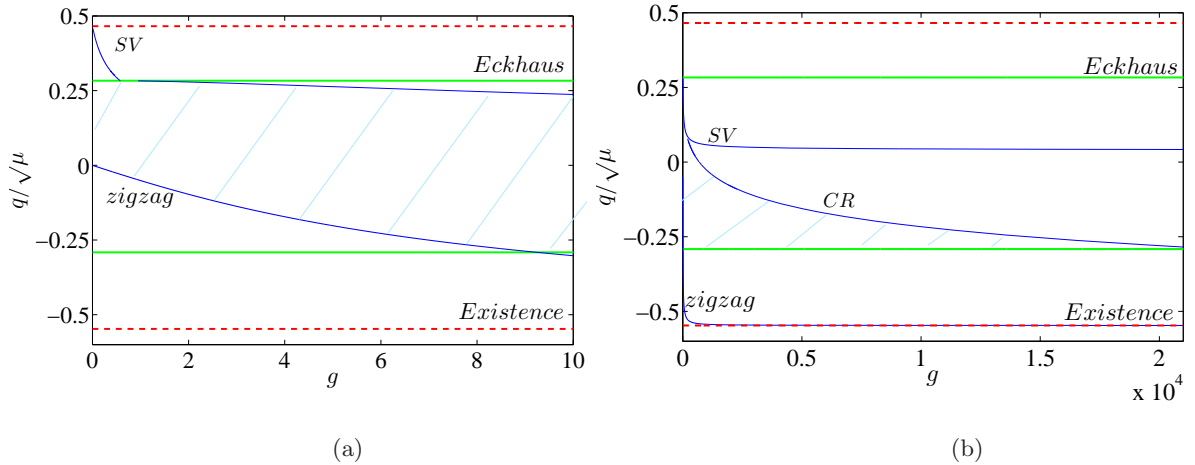 0.5
0.25
0
−0.25
−0.5
q/√μ
SV
Eckhaus
zigzag
Existence
0 2 4 6 8 10
g
(a)
0.5
0.25
0
−0.25
−0.5
q/√μ
Eckhaus
SV
CR
zigzag
Existence
0 0.5 1 1.5 2
g
x 10⁴
(b)